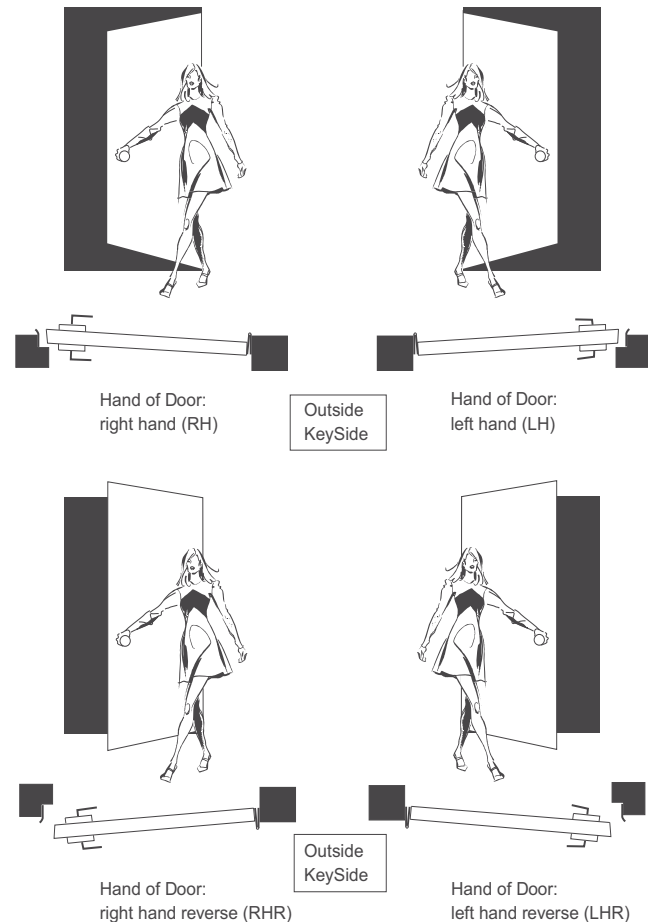 Hand of Door:
right hand (RH)
Outside
KeySide
Hand of Door:
left hand (LH)
Outside
KeySide
Hand of Door:
right hand reverse (RHR)
Hand of Door:
left hand reverse (LHR)